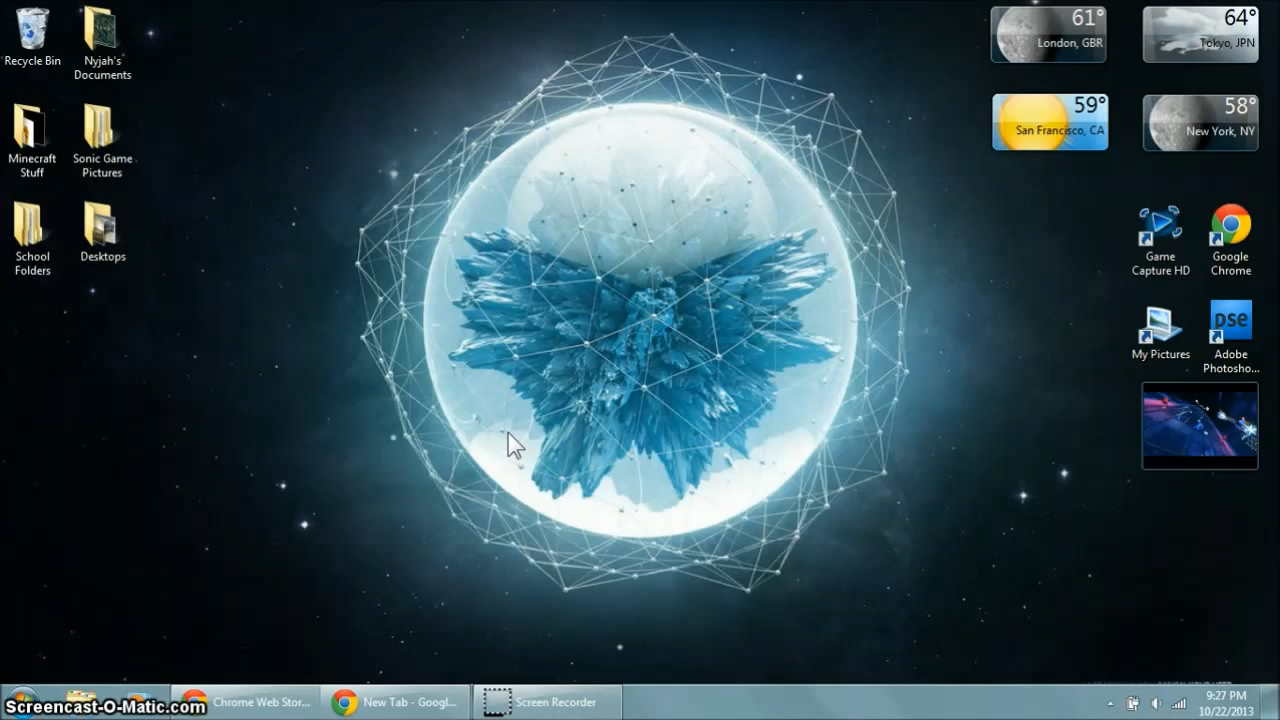 Recycle Bin
Nyjah's
Documents
Minecraft
Stuff
Sonic Game
Pictures
School
Folders
Desktops
61°
London, GBR
64°
Tokyo, JPN
59°
San Francisco, CA
58°
New York, NY
Game
Capture HD
Google
Chrome
My Pictures
pse
Adobe
Photosho...
Screencast-O-Matic.com
Chrome Web Stor...
New Tab - Googl...
Screen Recorder
9:27 PM
10/22/2013